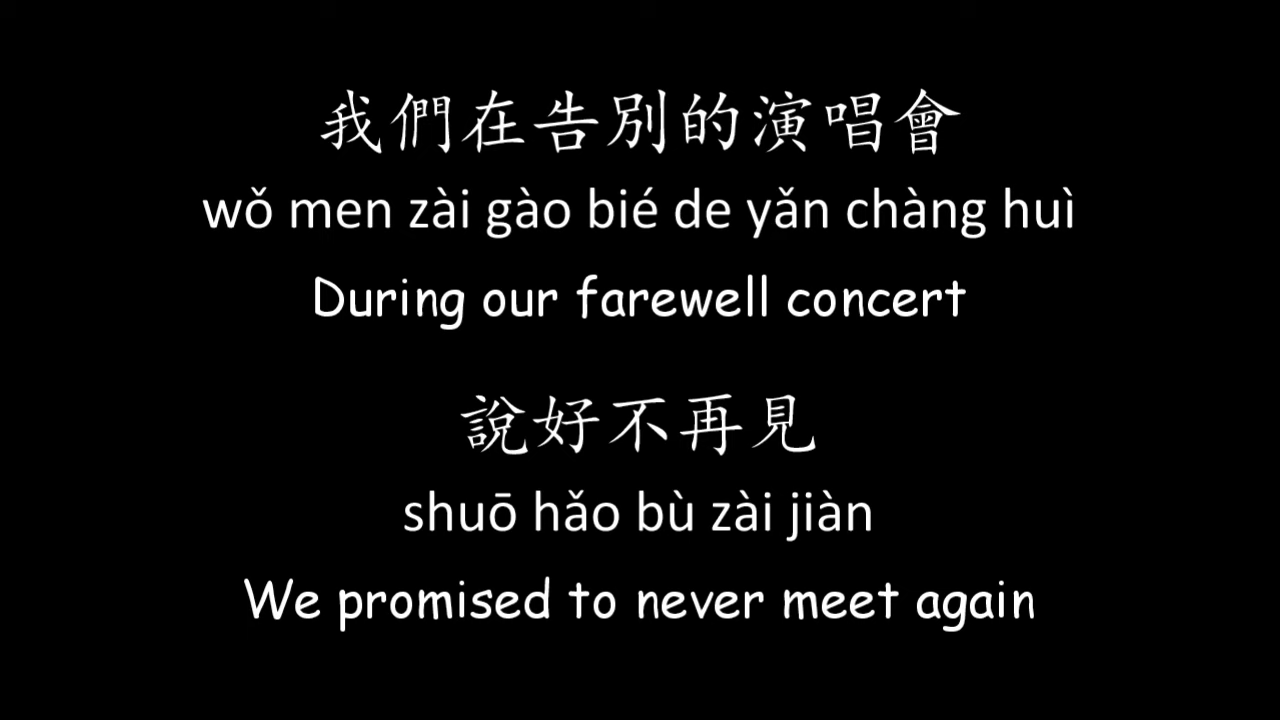 我們在告別的演唱會
wǒ men zài gào bié de yǎn chàng huì
During our farewell concert
說好不再見
shuō hǎo bù zài jiàn
We promised to never meet again